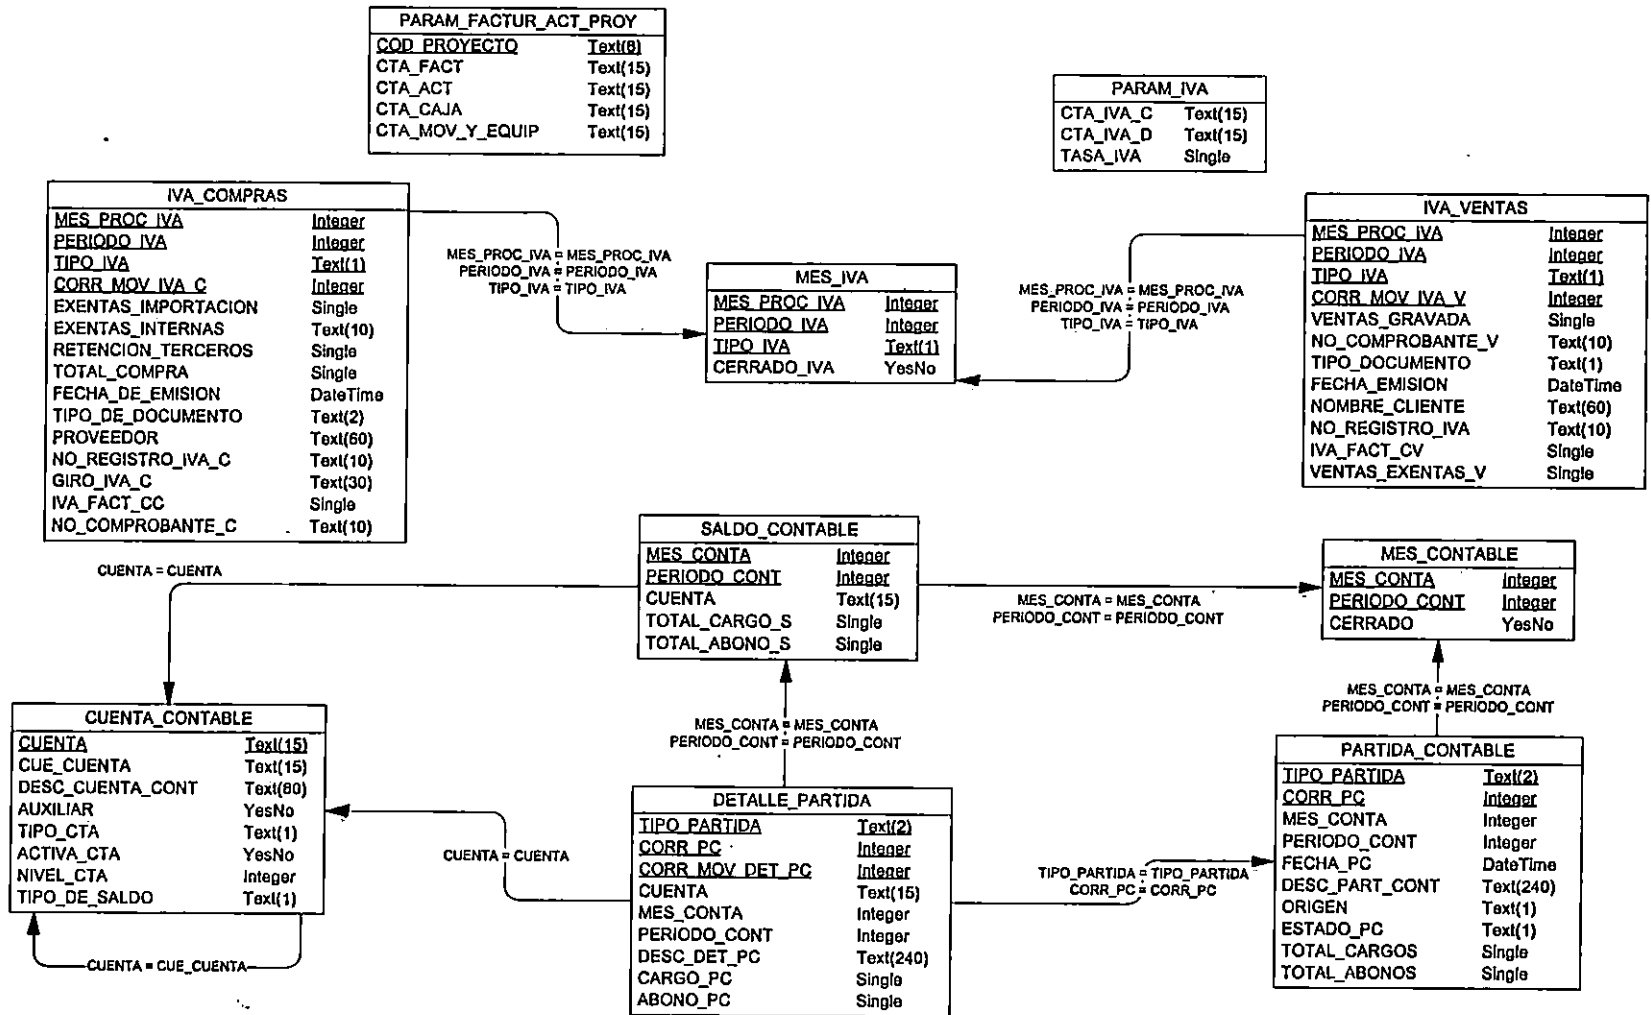 PARAM_FACTUR_ACT_PROY
COD_PROYECTO Text(8)
CTA_FACT Text(15)
CTA_ACT Text(15)
CTA_CAJA Text(15)
CTA_MOV_Y_EQUIP Text(15)
PARAM_IVA
CTA_IVA_C Text(15)
CTA_IVA_D Text(15)
TASA_IVA Single
IVA_COMPRAS
MES_PROC_IVA Integer
PERIODO_IVA Integer
TIPO_IVA Text(1)
CORR_MOV_IVA_C Integer
EXENTAS_IMPORTACION Single
EXENTAS_INTERNAS Text(10)
RETENCION_TERCEROS Single
TOTAL_COMPRA Single
FECHA_DE_EMISION DateTime
TIPO_DE_DOCUMENTO Text(2)
PROVEEDOR Text(60)
NO_REGISTRO_IVA_C Text(10)
GIRO_IVA_C Text(30)
IVA_FACT_CC Single
NO_COMPROBANTE_C Text(10)
MES_PROC_IVA = MES_PROC_IVA
PERIODO_IVA = PERIODO_IVA
TIPO_IVA = TIPO_IVA
MES_IVA
MES_PROC_IVA Integer
PERIODO_IVA Integer
TIPO_IVA Text(1)
CERRADO_IVA YesNo
MES_PROC_IVA = MES_PROC_IVA
PERIODO_IVA = PERIODO_IVA
TIPO_IVA = TIPO_IVA
IVA_VENTAS
MES_PROC_IVA Integer
PERIODO_IVA Integer
TIPO_IVA Text(1)
CORR_MOV_IVA_V Integer
VENTAS_GRAVADA Single
NO_COMPROBANTE_V Text(10)
TIPO_DOCUMENTO Text(1)
FECHA_EMISION DateTime
NOMBRE_CLIENTE Text(60)
NO_REGISTRO_IVA Text(10)
IVA_FACT_CV Single
VENTAS_EXENTAS_V Single
CUENTA = CUENTA
SALDO_CONTABLE
MES_CONTA Integer
PERIODO_CONT Integer
CUENTA Text(15)
TOTAL_CARGO_S Single
TOTAL_ABONO_S Single
MES_CONTA = MES_CONTA
PERIODO_CONT = PERIODO_CONT
MES_CONTABLE
MES_CONTA Integer
PERIODO_CONT Integer
CERRADO YesNo
MES_CONTA = MES_CONTA
PERIODO_CONT = PERIODO_CONT
MES_CONTA = MES_CONTA
PERIODO_CONT = PERIODO_CONT
CUENTA_CONTABLE
CUENTA Text(15)
CUE_CUENTA Text(15)
DESC_CUENTA_CONT Text(80)
AUXILIAR YesNo
TIPO_CTA Text(1)
ACTIVA_CTA YesNo
NIVEL_CTA Integer
TIPO_DE_SALDO Text(1)
CUENTA = CUE_CUENTA
CUENTA = CUENTA
DETALLE_PARTIDA
TIPO_PARTIDA Text(2)
CORR_PC Integer
CORR_MOV_DET_PC Integer
CUENTA Text(15)
MES_CONTA Integer
PERIODO_CONT Integer
DESC_DET_PC Text(240)
CARGO_PC Single
ABONO_PC Single
TIPO_PARTIDA = TIPO_PARTIDA
CORR_PC = CORR_PC
PARTIDA_CONTABLE
TIPO_PARTIDA Text(2)
CORR_PC Integer
MES_CONTA Integer
PERIODO_CONT Integer
FECHA_PC DateTime
DESC_PART_CONT Text(240)
ORIGEN Text(1)
ESTADO_PC Text(1)
TOTAL_CARGOS Single
TOTAL_ABONOS Single